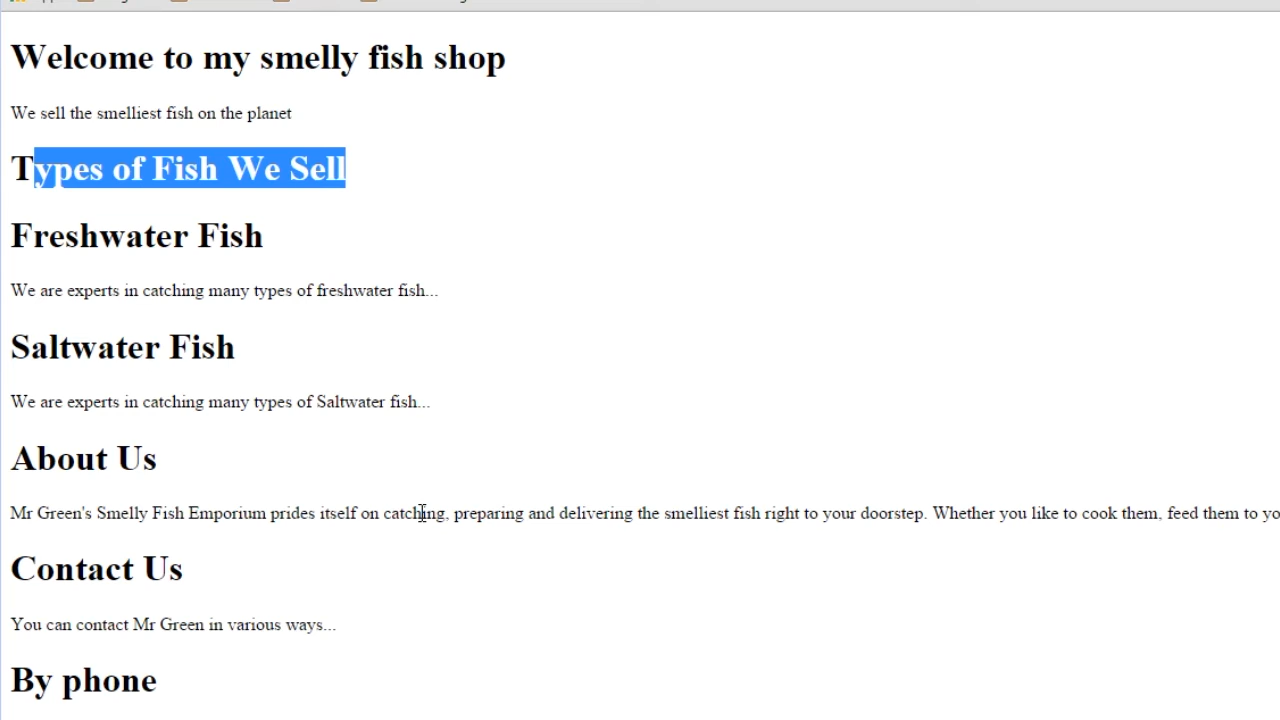 Welcome to my smelly fish shop
We sell the smelliest fish on the planet
Types of Fish We Sell
Freshwater Fish
We are experts in catching many types of freshwater fish...
Saltwater Fish
We are experts in catching many types of Saltwater fish...
About Us
Mr Green's Smelly Fish Emporium prides itself on catching, preparing and delivering the smelliest fish right to your doorstep. Whether you like to cook them, feed them to yo
Contact Us
You can contact Mr Green in various ways...
By phone